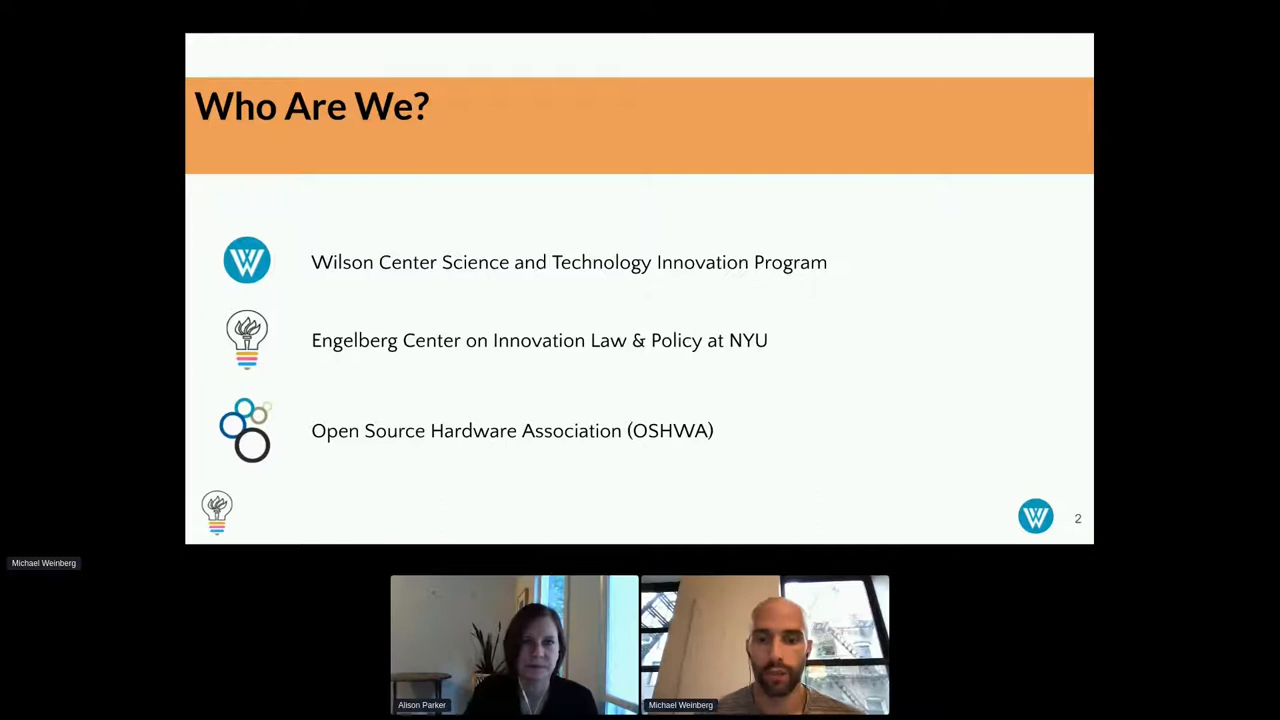 Who Are We?
Wilson Center Science and Technology Innovation Program
Engelberg Center on Innovation Law & Policy at NYU
Open Source Hardware Association (OSHWA)
2
Michael Weinberg
Alison Parker
Michael Weinberg